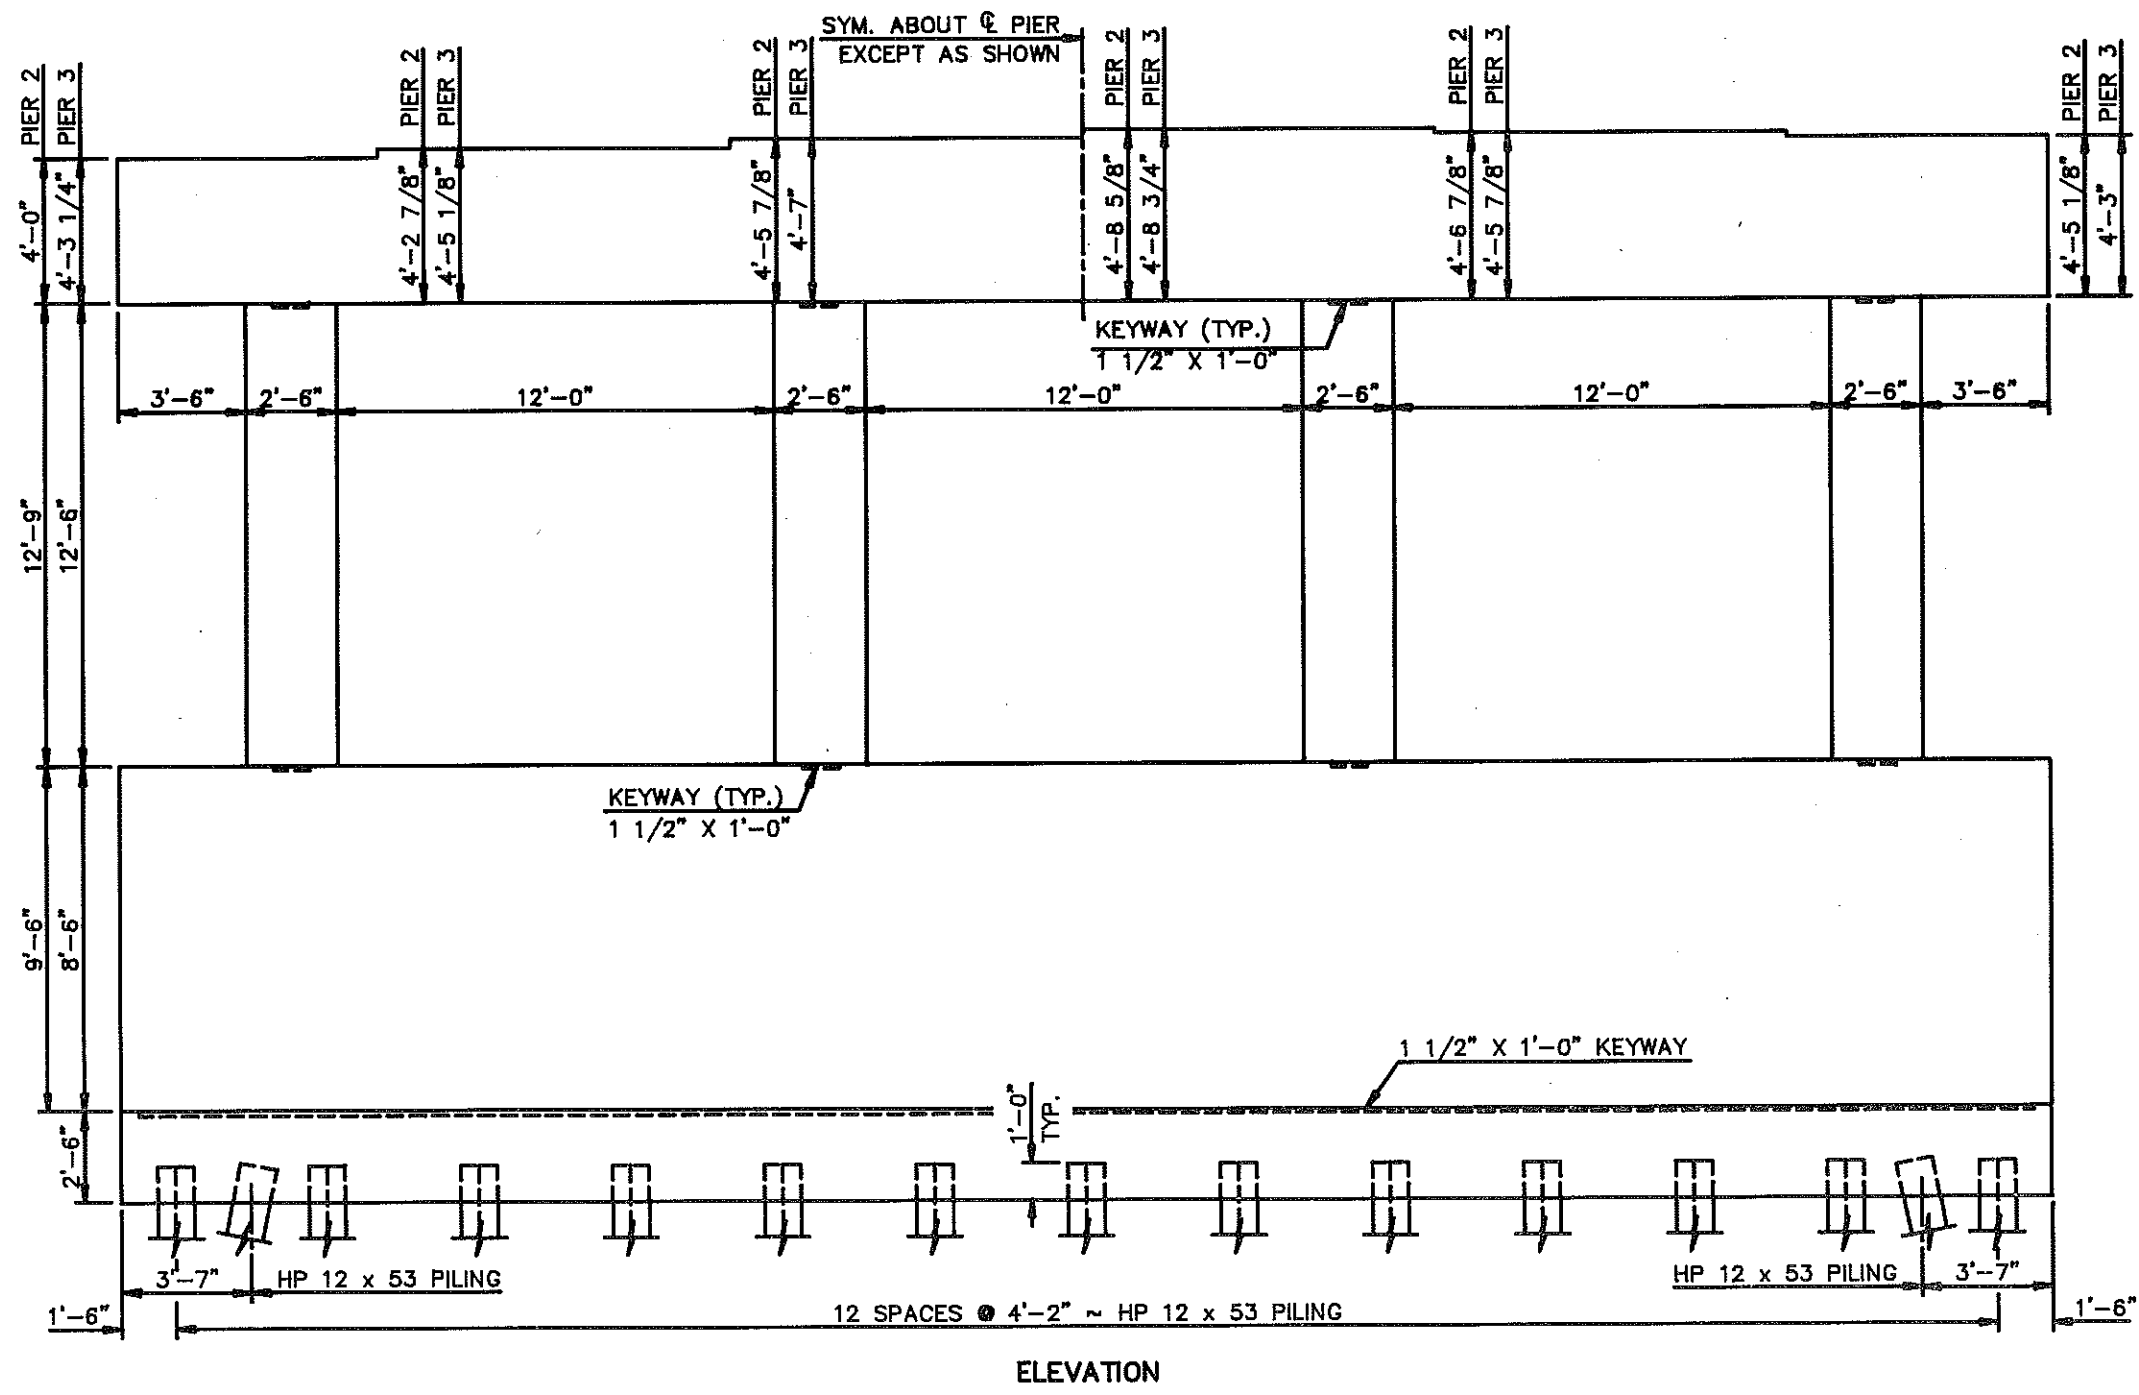 SYM. ABOUT ℄ PIER
EXCEPT AS SHOWN
PIER 2
PIER 3
PIER 2
PIER 3
PIER 2
PIER 3
PIER 2
PIER 3
PIER 2
PIER 3
PIER 2
PIER 3
4'-0"
4'-3 1/4"
4'-2 7/8"
4'-5 1/8"
4'-5 7/8"
4'-7"
4'-8 5/8"
4'-8 3/4"
4'-6 7/8"
4'-5 7/8"
4'-5 1/8"
4'-3"
KEYWAY (TYP.)
1 1/2" X 1'-0"
3'-6"
2'-6"
12'-0"
2'-6"
12'-0"
2'-6"
12'-0"
2'-6"
3'-6"
12'-9"
12'-6"
KEYWAY (TYP.)
1 1/2" X 1'-0"
9'-6"
8'-6"
1 1/2" X 1'-0" KEYWAY
1'-0"
TYP.
2'-6"
3'-7"
HP 12 x 53 PILING
HP 12 x 53 PILING
3'-7"
1'-6"
12 SPACES @ 4'-2" ~ HP 12 x 53 PILING
1'-6"
ELEVATION